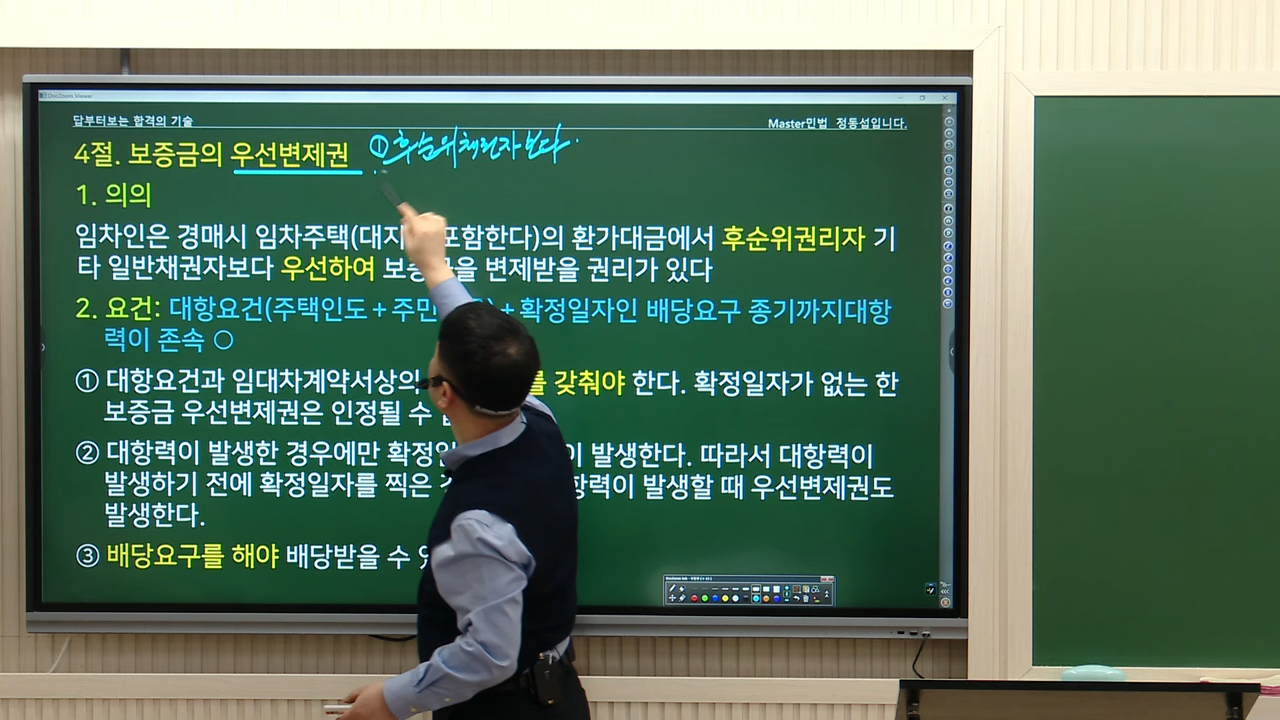 DocZoom Viewer
답부터보는 합격의 기술
Master민법 정동섭입니다.
4절. 보증금의 우선변제권 ① 후순위채권자보다
1. 의의
임차인은 경매시 임차주택(대지 포함한다)의 환가대금에서 후순위권리자 기
타 일반채권자보다 우선하여 보증금을 변제받을 권리가 있다
2. 요건: 대항요건(주택인도+주민 )+확정일자인 배당요구 종기까지대항
력이 존속 ○
① 대항요건과 임대차계약서상의 를 갖춰야 한다. 확정일자가 없는 한
보증금 우선변제권은 인정될 수
② 대항력이 발생한 경우에만 확정일 이 발생한다. 따라서 대항력이
발생하기 전에 확정일자를 찍은 항력이 발생할 때 우선변제권도
발생한다.
③ 배당요구를 해야 배당받을 수